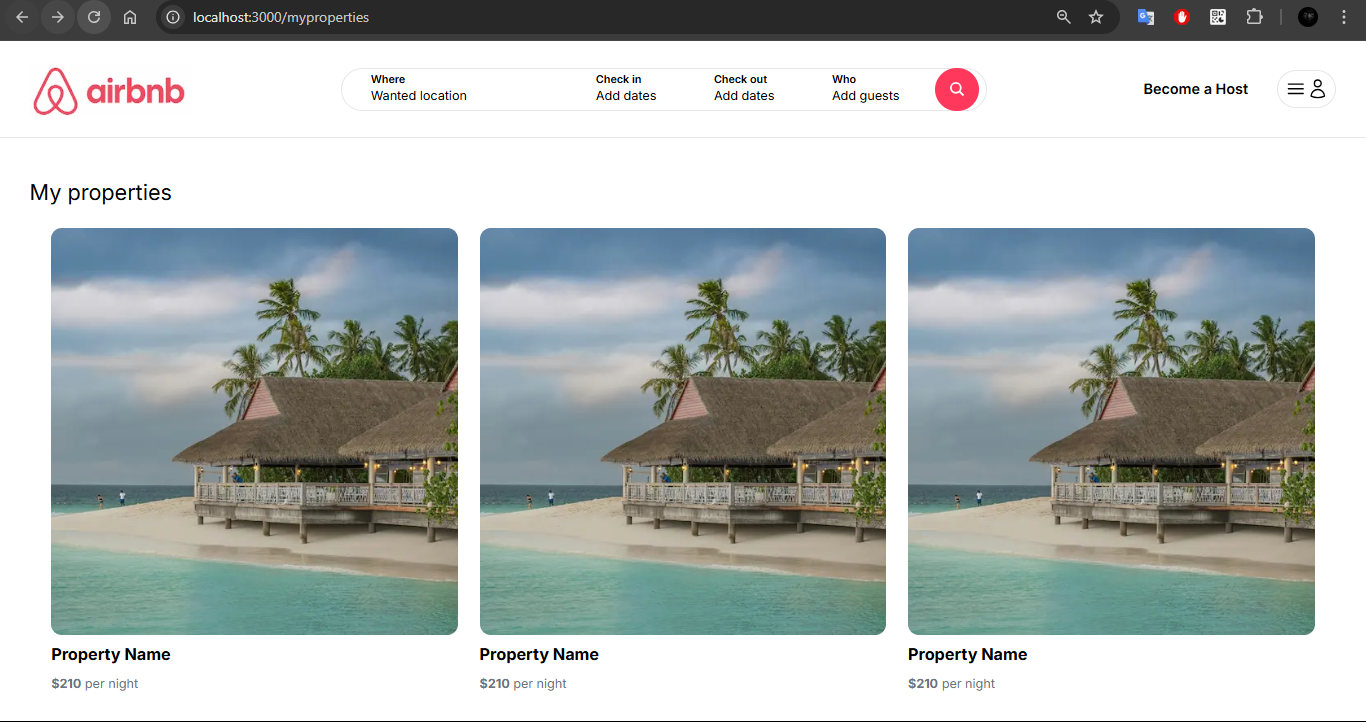 localhost:3000/myproperties
airbnb
Where
Wanted location
Check in
Add dates
Check out
Add dates
Who
Add guests
Become a Host
My properties
Property Name
$210 per night
Property Name
$210 per night
Property Name
$210 per night